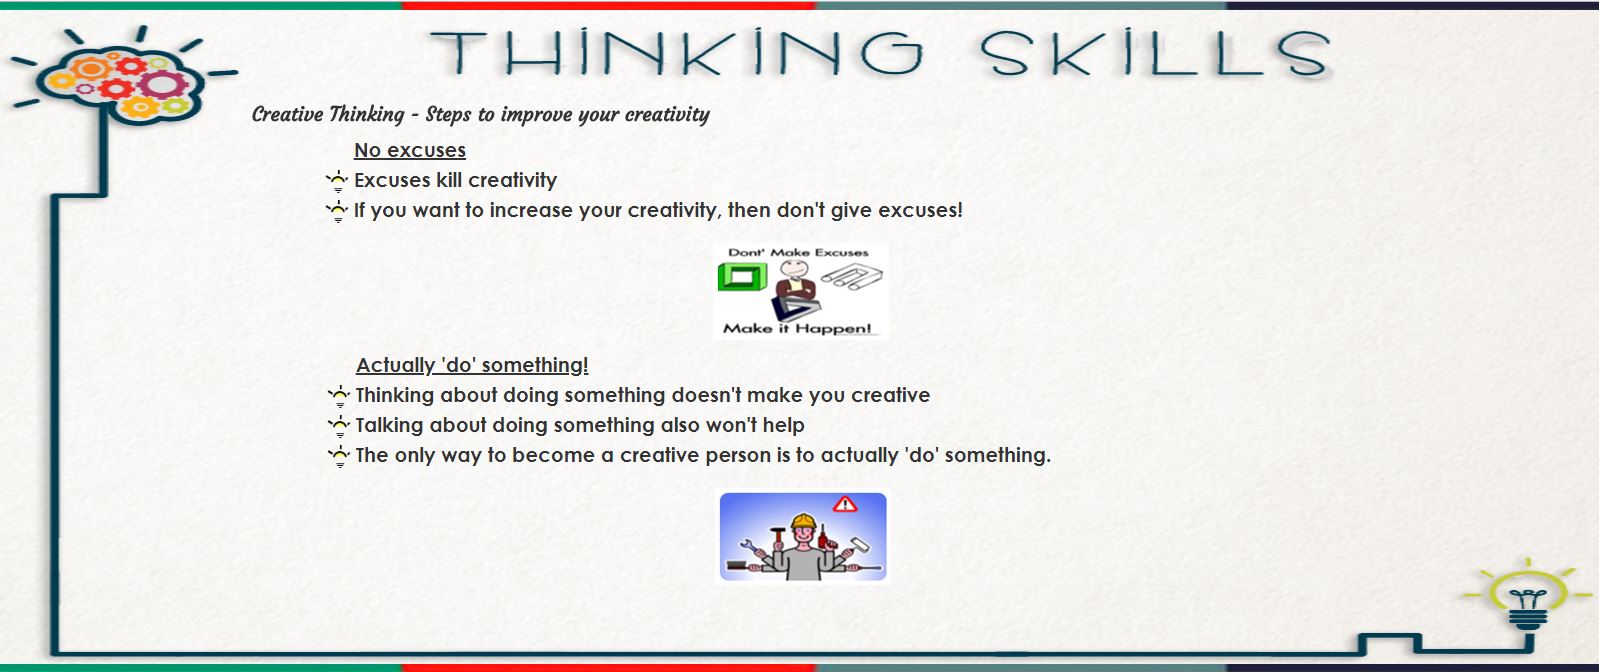 THiNKiNG SKiLLS
Creative Thinking - Steps to improve your creativity
No excuses
Excuses kill creativity
If you want to increase your creativity, then don't give excuses!
Dont' Make Excuses
Make it Happen!
Actually 'do' something!
Thinking about doing something doesn't make you creative
Talking about doing something also won't help
The only way to become a creative person is to actually 'do' something.